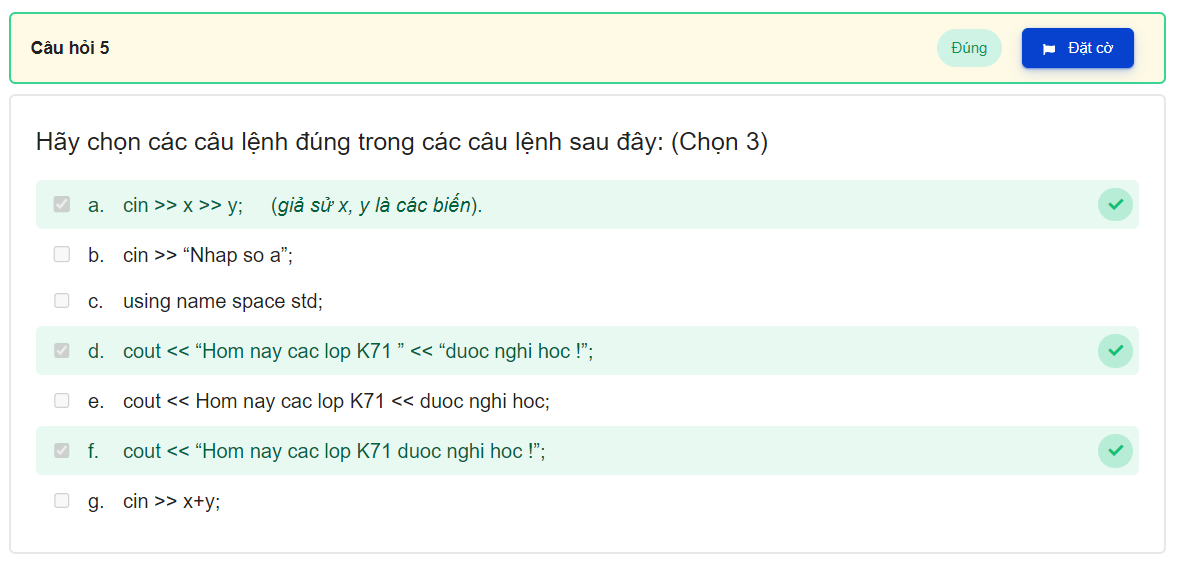 Câu hỏi 5
Đúng
Đặt cờ
Hãy chọn các câu lệnh đúng trong các câu lệnh sau đây: (Chọn 3)
a. cin >> x >> y; (giả sử x, y là các biến).
b. cin >> “Nhap so a”;
c. using name space std;
d. cout << “Hom nay cac lop K71 ” << “duoc nghi hoc !”;
e. cout << Hom nay cac lop K71 << duoc nghi hoc;
f. cout << “Hom nay cac lop K71 duoc nghi hoc !”;
g. cin >> x+y;